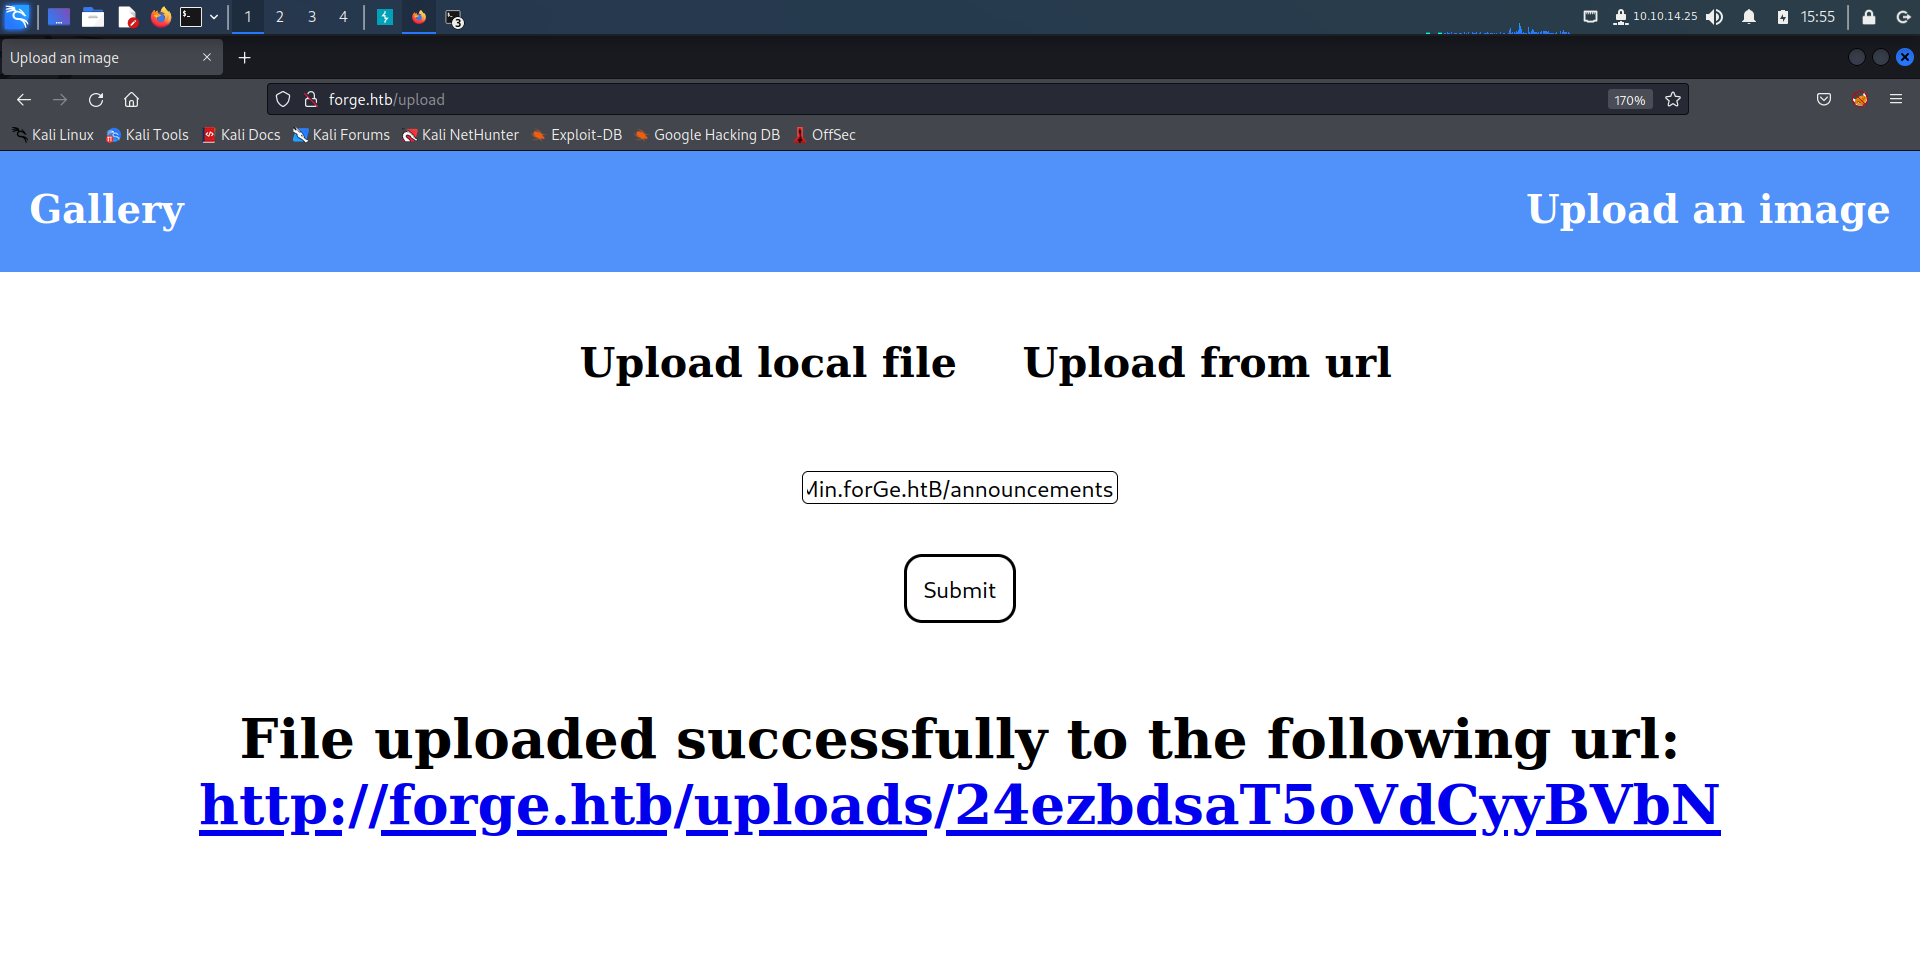 1 2 3 4 3 10.10.14.25 15:55
Upload an image
forge.htb/upload 170%
Kali Linux Kali Tools Kali Docs Kali Forums Kali NetHunter Exploit-DB Google Hacking DB OffSec
Gallery Upload an image
Upload local file Upload from url
Min.forGe.htB/announcements
Submit
File uploaded successfully to the following url:
http://forge.htb/uploads/24ezbdsaT5oVdCyyBVbN